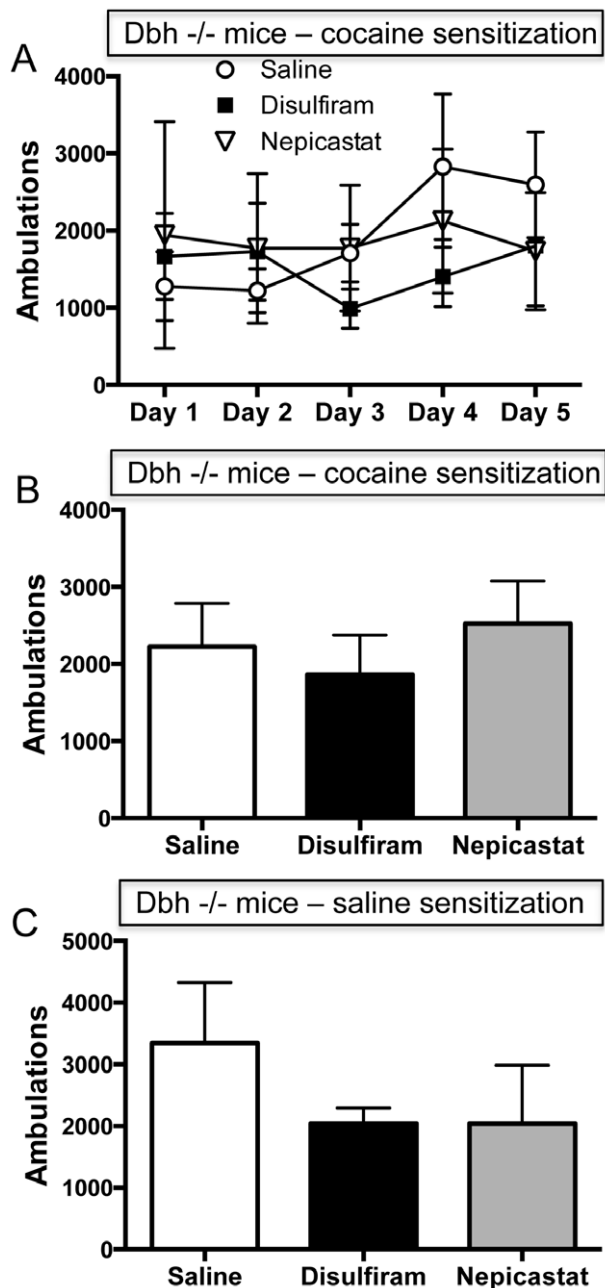 Dbh -/- mice – cocaine sensitization
A
Saline
Disulfiram
Nepicastat
4000
3000
2000
1000
0
Ambulations
Day 1 Day 2 Day 3 Day 4 Day 5
Dbh -/- mice – cocaine sensitization
B
4000
3000
2000
1000
0
Ambulations
Saline Disulfiram Nepicastat
Dbh -/- mice – saline sensitization
C
5000
4000
3000
2000
1000
0
Ambulations
Saline Disulfiram Nepicastat